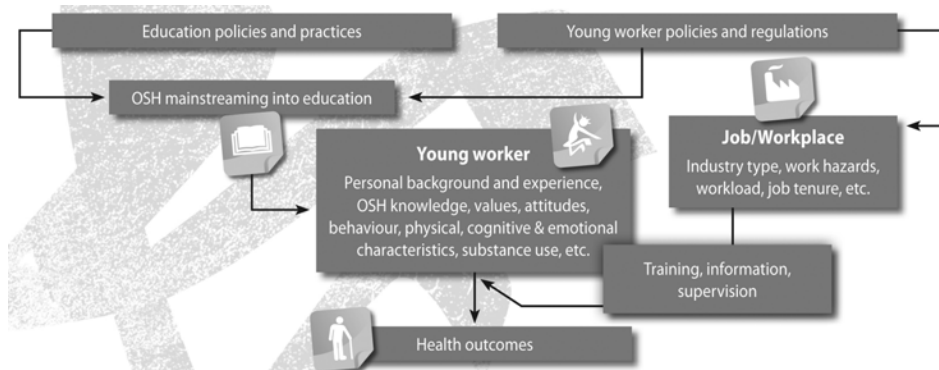 Education policies and practices
Young worker policies and regulations
OSH mainstreaming into education
Young worker
Personal background and experience,
OSH knowledge, values, attitudes,
behaviour, physical, cognitive & emotional
characteristics, substance use, etc.
Job/Workplace
Industry type, work hazards,
workload, job tenure, etc.
Training, information,
supervision
Health outcomes